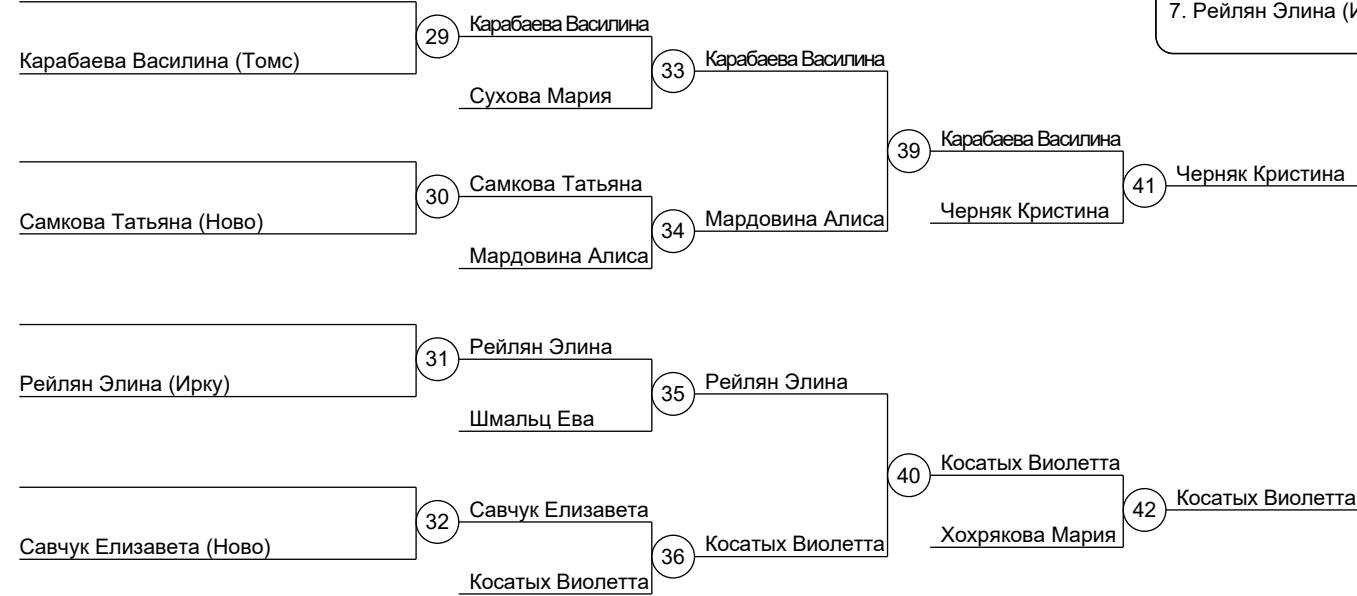 7. Рейлян Элина (И
Карабаева Василина (Томс)
29
Карабаева Василина
Сухова Мария
33
Карабаева Василина
Самкова Татьяна (Ново)
30
Самкова Татьяна
Мардовина Алиса
34
Мардовина Алиса
39
Карабаева Василина
Черняк Кристина
41
Черняк Кристина
Рейлян Элина (Ирку)
31
Рейлян Элина
Шмальц Ева
35
Рейлян Элина
Савчук Елизавета (Ново)
32
Савчук Елизавета
Косатых Виолетта
36
Косатых Виолетта
40
Косатых Виолетта
Хохрякова Мария
42
Косатых Виолетта